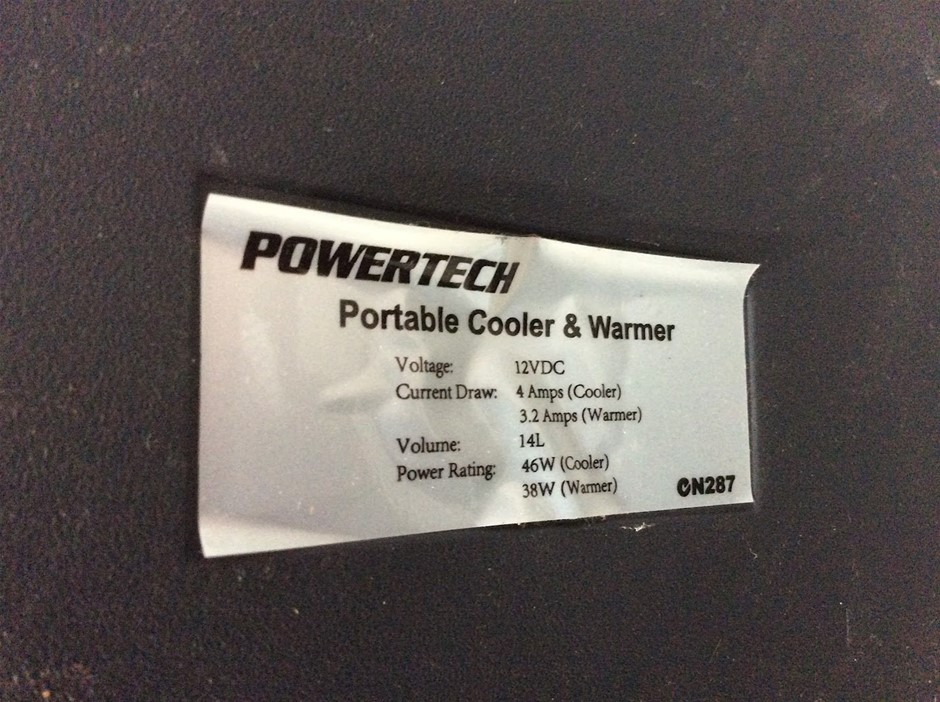 POWERTECH
Portable Cooler & Warmer
Voltage: 12VDC
Current Draw: 4 Amps (Cooler)
3.2 Amps (Warmer)
Volume: 14L
Power Rating: 46W (Cooler)
38W (Warmer)
N287